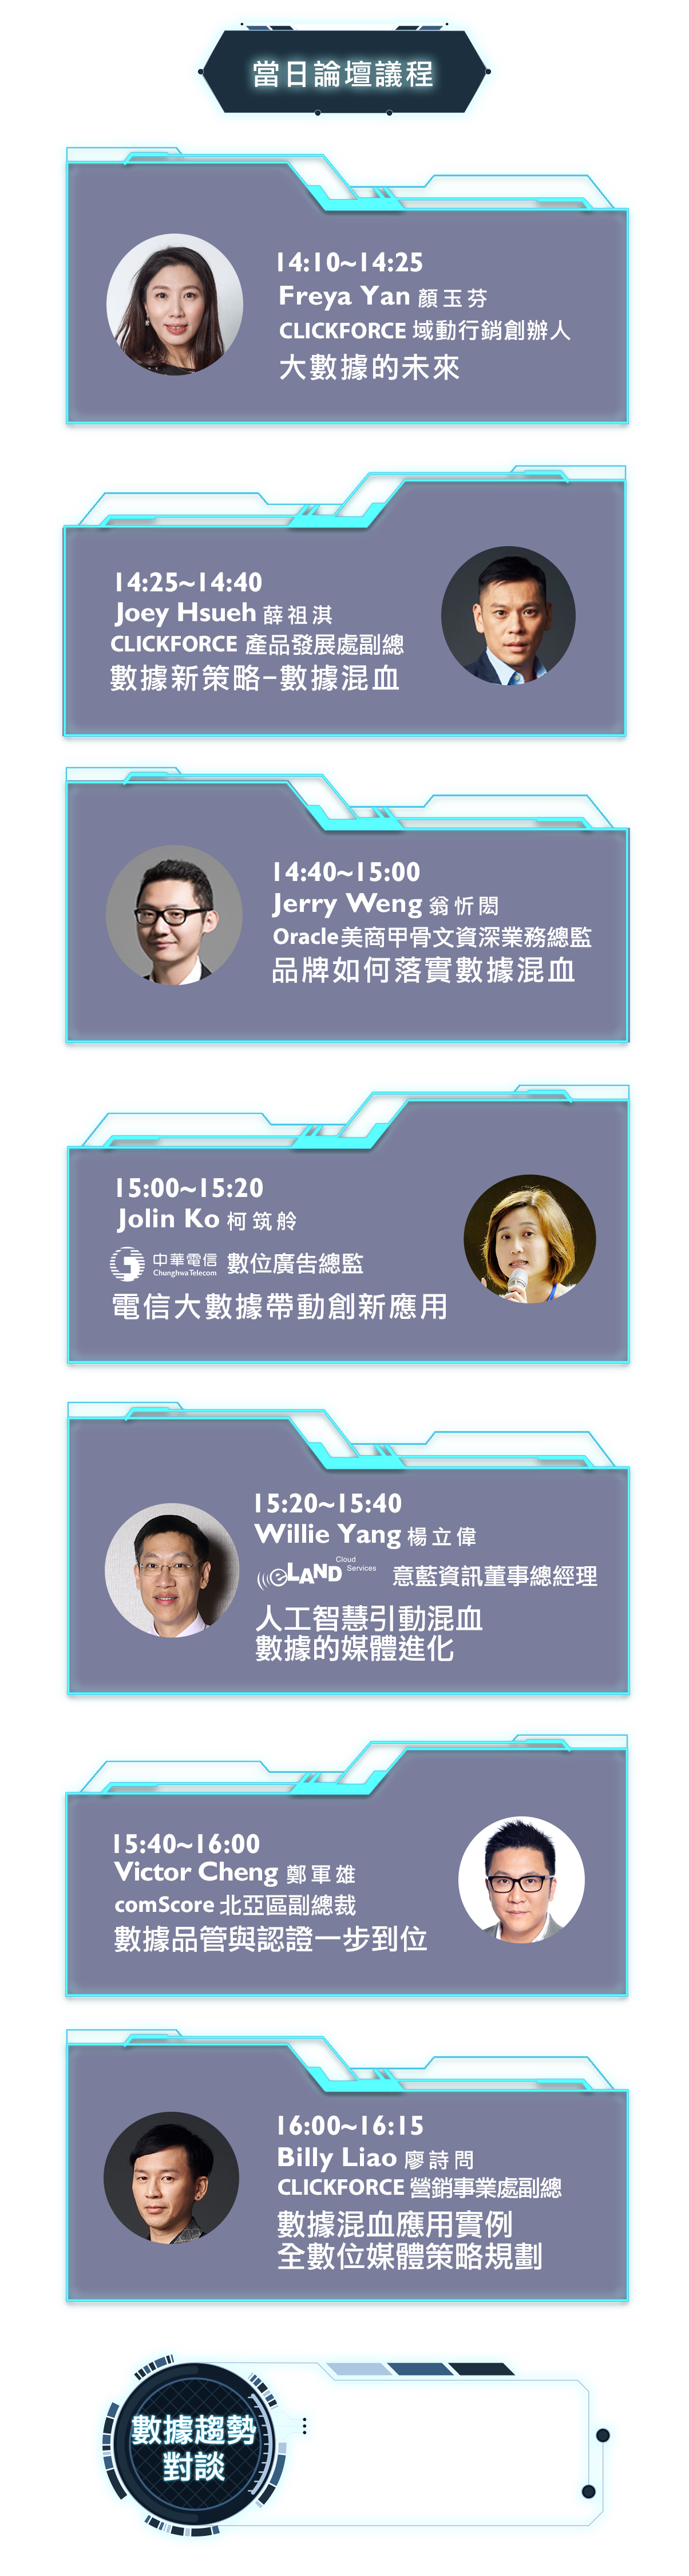 當日論壇議程
14:10~14:25
Freya Yan 顏玉芬
CLICKFORCE 域動行銷創辦人
大數據的未來
14:25~14:40
Joey Hsueh 薛祖淇
CLICKFORCE 產品發展處副總
數據新策略-數據混血
14:40~15:00
Jerry Weng 翁忻閎
Oracle美商甲骨文資深業務總監
品牌如何落實數據混血
15:00~15:20
Jolin Ko 柯筑舲
中華電信 數位廣告總監
Chunghwa Telecom
電信大數據帶動創新應用
15:20~15:40
Willie Yang 楊立偉
eLAND Cloud Services 意藍資訊董事總經理
人工智慧引動混血
數據的媒體進化
15:40~16:00
Victor Cheng 鄭軍雄
comScore 北亞區副總裁
數據品管與認證一步到位
16:00~16:15
Billy Liao 廖詩問
CLICKFORCE 營銷事業處副總
數據混血應用實例
全數位媒體策略規劃
數據趨勢
對談